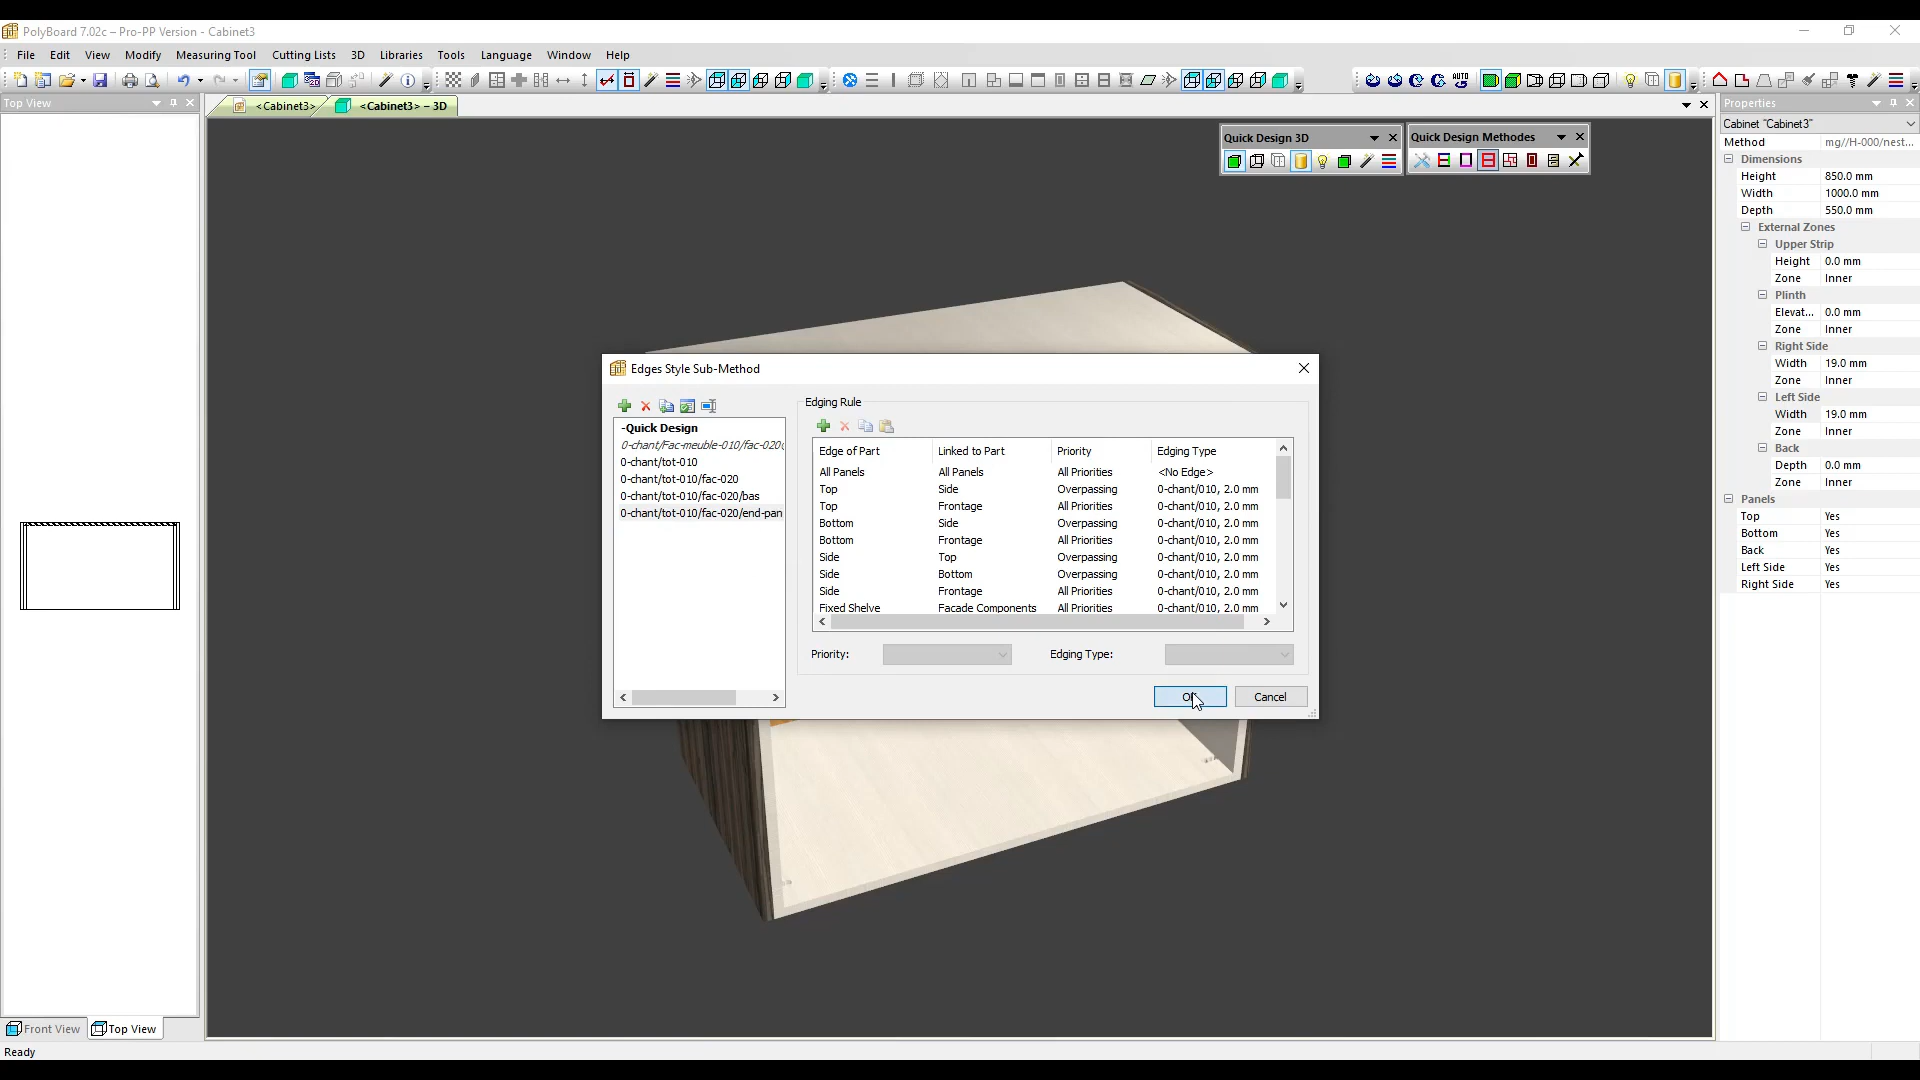 PolyBoard 7.02c – Pro-PP Version - Cabinet3
File Edit View Modify Measuring Tool Cutting Lists 3D Libraries Tools Language Window Help
AUTO
Top View
<Cabinet3> <Cabinet3> – 3D
Properties
Quick Design 3D
Quick Design Methodes
Cabinet "Cabinet3"
Method mg//H-000/nest...
Dimensions
Height 850.0 mm
Width 1000.0 mm
Depth 550.0 mm
External Zones
Upper Strip
Height 0.0 mm
Zone Inner
Plinth
Elevat... 0.0 mm
Zone Inner
Right Side
Width 19.0 mm
Zone Inner
Left Side
Width 19.0 mm
Zone Inner
Back
Depth 0.0 mm
Zone Inner
Panels
Top Yes
Bottom Yes
Back Yes
Left Side Yes
Right Side Yes
Edges Style Sub-Method
-Quick Design
0-chant/Fac-meuble-010/fac-020/
0-chant/tot-010
0-chant/tot-010/fac-020
0-chant/tot-010/fac-020/bas
0-chant/tot-010/fac-020/end-pan
Edging Rule
Edge of Part Linked to Part Priority Edging Type
All Panels All Panels All Priorities <No Edge>
Top Side Overpassing 0-chant/010, 2.0 mm
Top Frontage All Priorities 0-chant/010, 2.0 mm
Bottom Side Overpassing 0-chant/010, 2.0 mm
Bottom Frontage All Priorities 0-chant/010, 2.0 mm
Side Top Overpassing 0-chant/010, 2.0 mm
Side Bottom Overpassing 0-chant/010, 2.0 mm
Side Frontage All Priorities 0-chant/010, 2.0 mm
Fixed Shelve Facade Components All Priorities 0-chant/010, 2.0 mm
Priority: Edging Type:
OK Cancel
Front View Top View
Ready